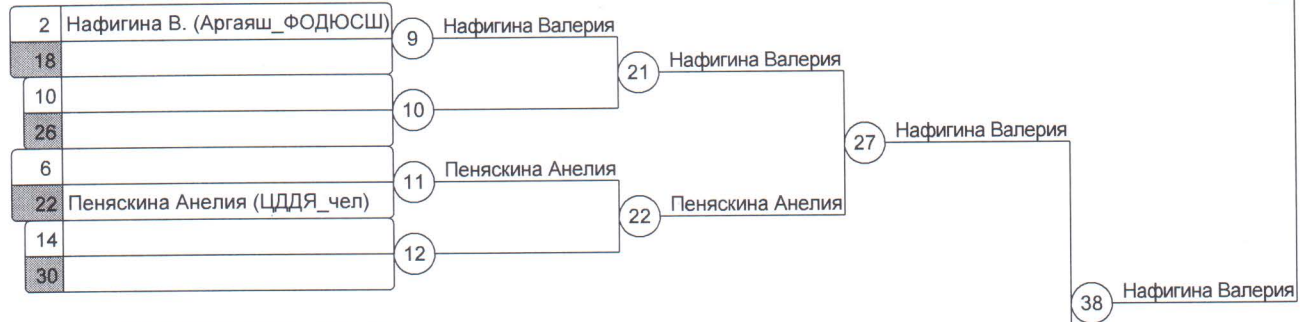 2 Нафигина В. (Аргаяш_ФОДЮСШ) 9 Нафигина Валерия
18
21 Нафигина Валерия
10
10
26
27 Нафигина Валерия
6
11 Пеняскина Анелия
22 Пеняскина Анелия (ЦДДЯ_чел)
22 Пеняскина Анелия
14
12
30
38 Нафигина Валерия